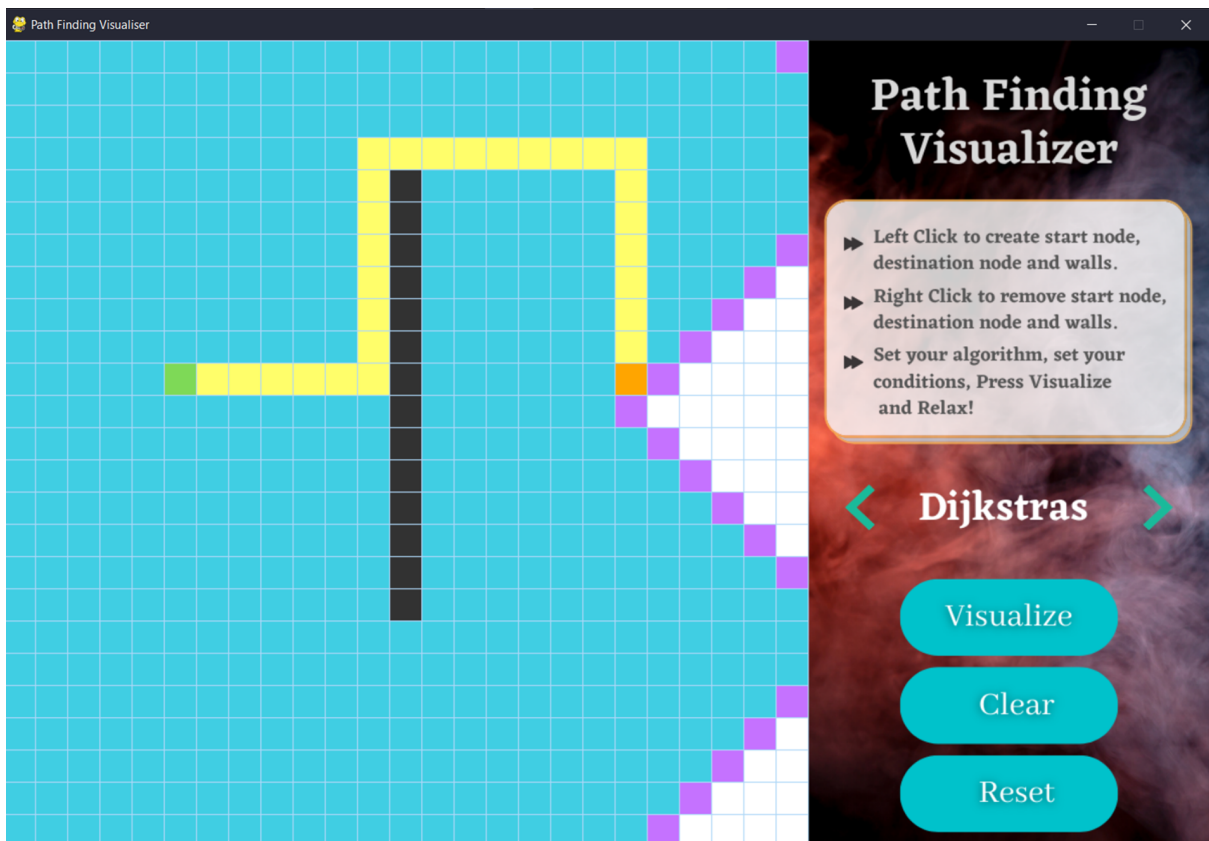 Path Finding Visualiser
Path Finding
Visualizer
Left Click to create start node,
destination node and walls.
Right Click to remove start node,
destination node and walls.
Set your algorithm, set your
conditions, Press Visualize
and Relax!
Dijkstras
Visualize
Clear
Reset